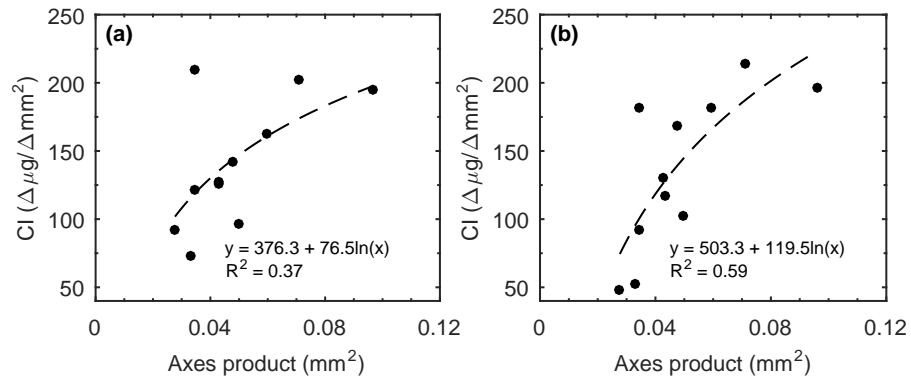 (a)
250
200
150
100
50
CI (Δμg/Δmm²)
y = 376.3 + 76.5ln(x)
R² = 0.37
0 0.04 0.08 0.12
Axes product (mm²)
(b)
250
200
150
100
50
CI (Δμg/Δmm²)
y = 503.3 + 119.5ln(x)
R² = 0.59
0 0.04 0.08 0.12
Axes product (mm²)